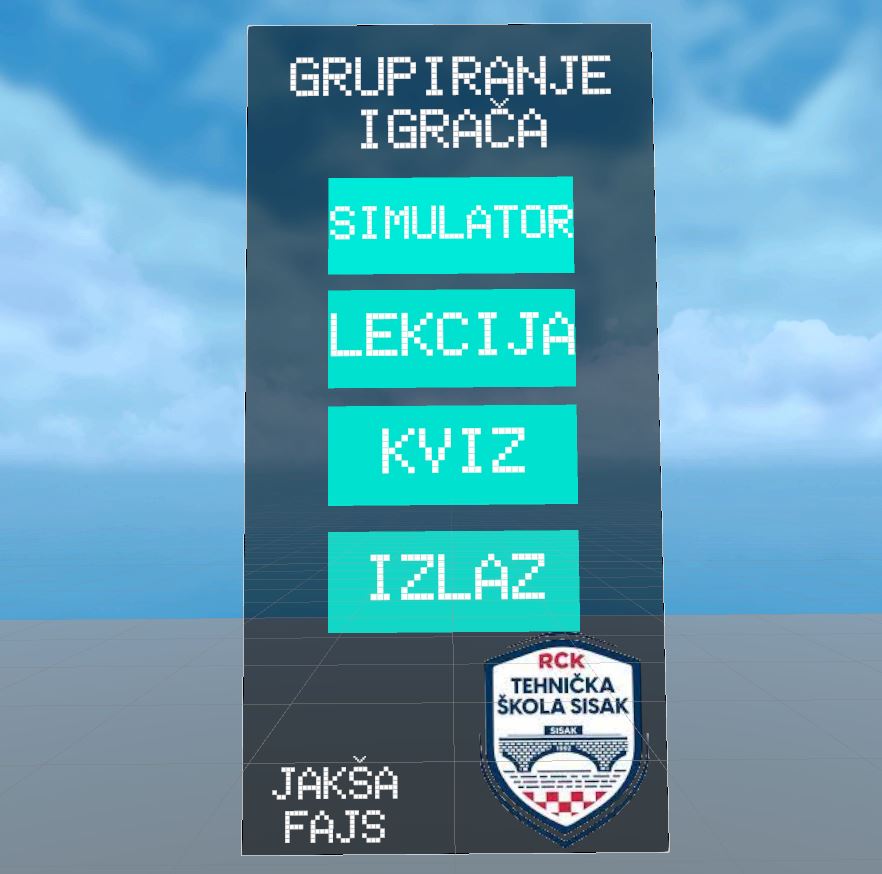 GRUPIRANJE
IGRAČA
SIMULATOR
LEKCIJA
KVIZ
IZLAZ
RCK
TEHNIČKA
ŠKOLA SISAK
SISAK
JAKŠA
FAJS